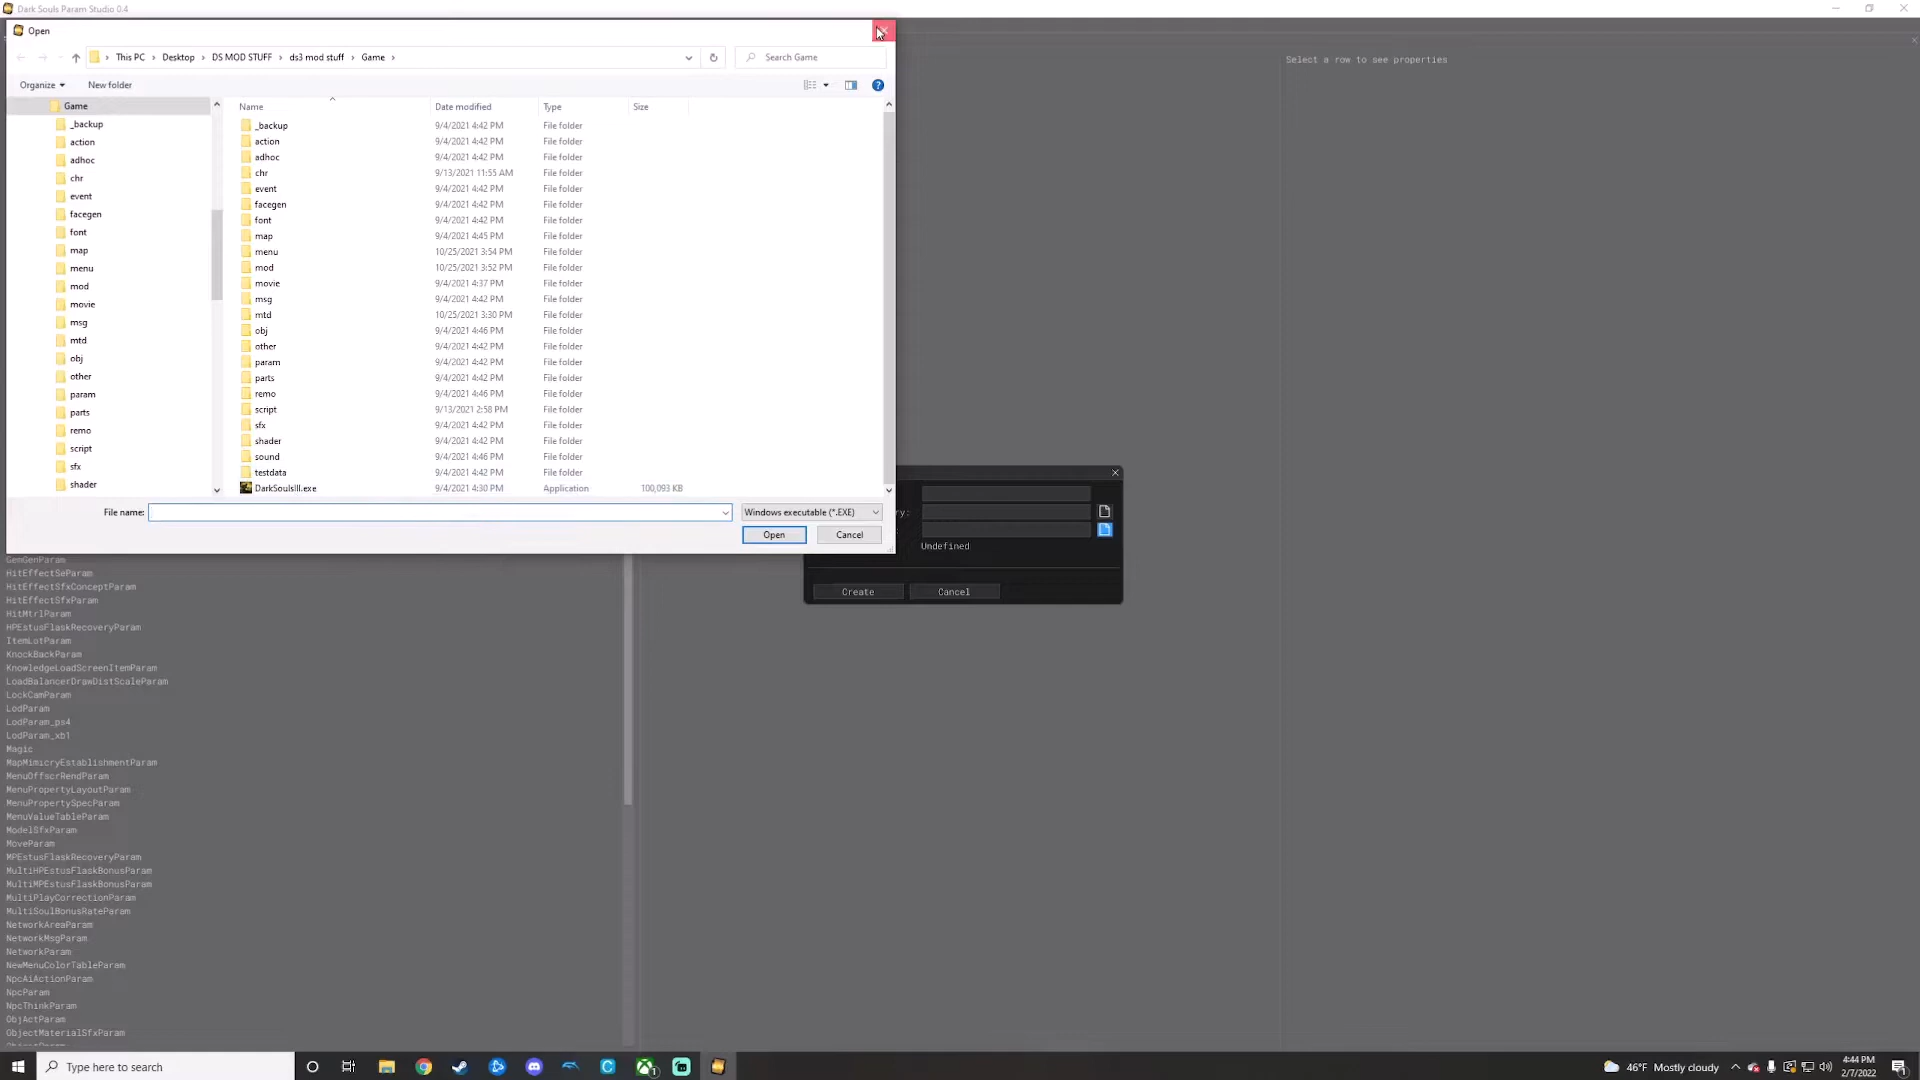 Dark Souls Param Studio 0.4
Open
This PC > Desktop > DS MOD STUFF > ds3 mod stuff > Game >
Search Game
Organize
New folder
Name
Date modified
Type
Size
Game
_backup
action
adhoc
chr
event
facegen
font
map
menu
mod
movie
msg
mtd
obj
other
param
parts
remo
script
sfx
shader
_backup 9/4/2021 4:42 PM File folder
action 9/4/2021 4:42 PM File folder
adhoc 9/4/2021 4:42 PM File folder
chr 9/13/2021 11:55 AM File folder
event 9/4/2021 4:42 PM File folder
facegen 9/4/2021 4:42 PM File folder
font 9/4/2021 4:42 PM File folder
map 9/4/2021 4:45 PM File folder
menu 10/25/2021 3:54 PM File folder
mod 10/25/2021 3:52 PM File folder
movie 9/4/2021 4:37 PM File folder
msg 9/4/2021 4:42 PM File folder
mtd 10/25/2021 3:30 PM File folder
obj 9/4/2021 4:46 PM File folder
other 9/4/2021 4:42 PM File folder
param 9/4/2021 4:42 PM File folder
parts 9/4/2021 4:42 PM File folder
remo 9/4/2021 4:46 PM File folder
script 9/13/2021 2:58 PM File folder
sfx 9/4/2021 4:42 PM File folder
shader 9/4/2021 4:42 PM File folder
sound 9/4/2021 4:46 PM File folder
testdata 9/4/2021 4:42 PM File folder
DarkSoulsIII.exe 9/4/2021 4:30 PM Application 100,093 KB
File name:
Windows executable (*.EXE)
Open
Cancel
Select a row to see properties
ry:
:
Undefined
Create
Cancel
GemGenParam
HitEffectSeParam
HitEffectSfxConceptParam
HitEffectSfxParam
HitMtrlParam
HPEstusFlaskRecoveryParam
ItemLotParam
KnockBackParam
KnowledgeLoadScreenItemParam
LoadBalancerDrawDistScaleParam
LockCamParam
LodParam
LodParam_ps4
LodParam_xb1
Magic
MapMimicryEstablishmentParam
MenuOffscrRendParam
MenuPropertyLayoutParam
MenuPropertySpecParam
MenuValueTableParam
ModelSfxParam
MoveParam
MPEstusFlaskRecoveryParam
MultiHPEstusFlaskBonusParam
MultiMPEstusFlaskBonusParam
MultiPlayCorrectionParam
MultiSoulBonusRateParam
NetworkAreaParam
NetworkMsgParam
NetworkParam
NewMenuColorTableParam
NpcAiActionParam
NpcParam
NpcThinkParam
ObjActParam
ObjectMaterialSfxParam
Type here to search
46°F Mostly cloudy
4:44 PM
2/7/2022